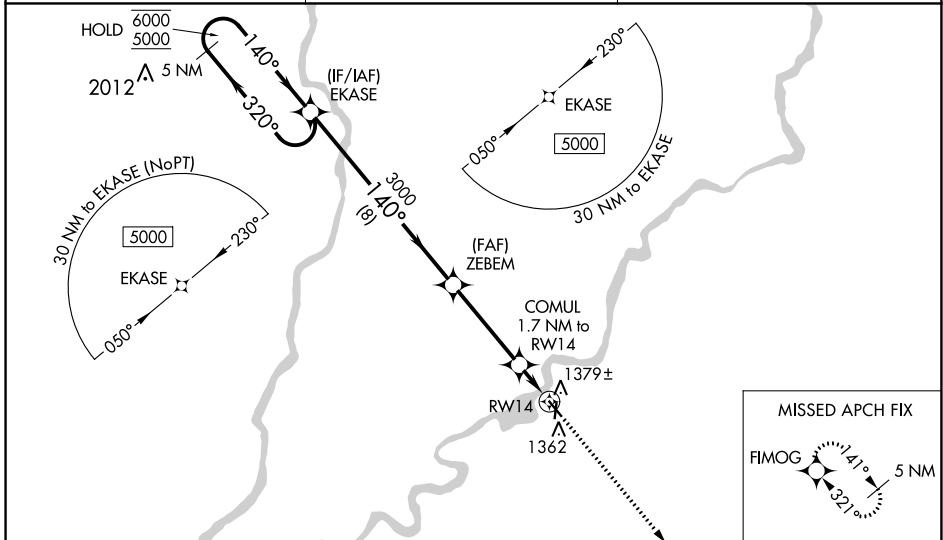 HOLD
6000
5000
2012
5 NM
140°
320°
(IF/IAF)
EKASE
230°
EKASE
050°
5000
30 NM to EKASE
30 NM to EKASE (NoPT)
5000
230°
EKASE
050°
3000
140°
(8)
(FAF)
ZEBEM
COMUL
1.7 NM to
RW14
1379±
RW14
1362
MISSED APCH FIX
FIMOG
141°
5 NM
321°